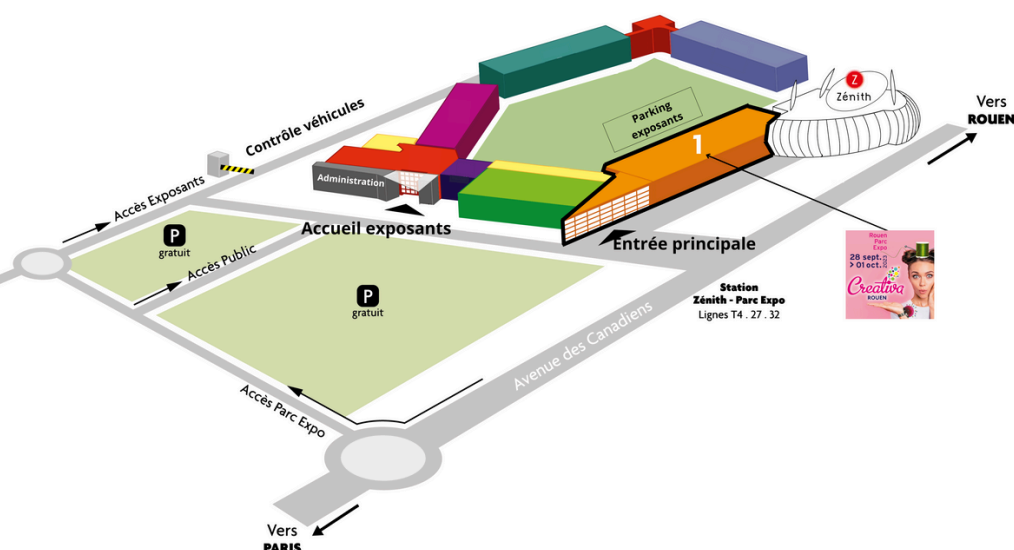 Z
Zénith
Vers
ROUEN
Parking
exposants
Contrôle véhicules
1
Administration
Accès Exposants
Accueil exposants
Entrée principale
P
gratuit
Accès Public
P
gratuit
Rouen
Parc
Expo
28 sept.
> 01 oct.
2023
Creativa
ROUEN
Station
Zénith - Parc Expo
Lignes T4 . 27 . 32
Avenue des Canadiens
Accès Parc Expo
Vers
PARIS